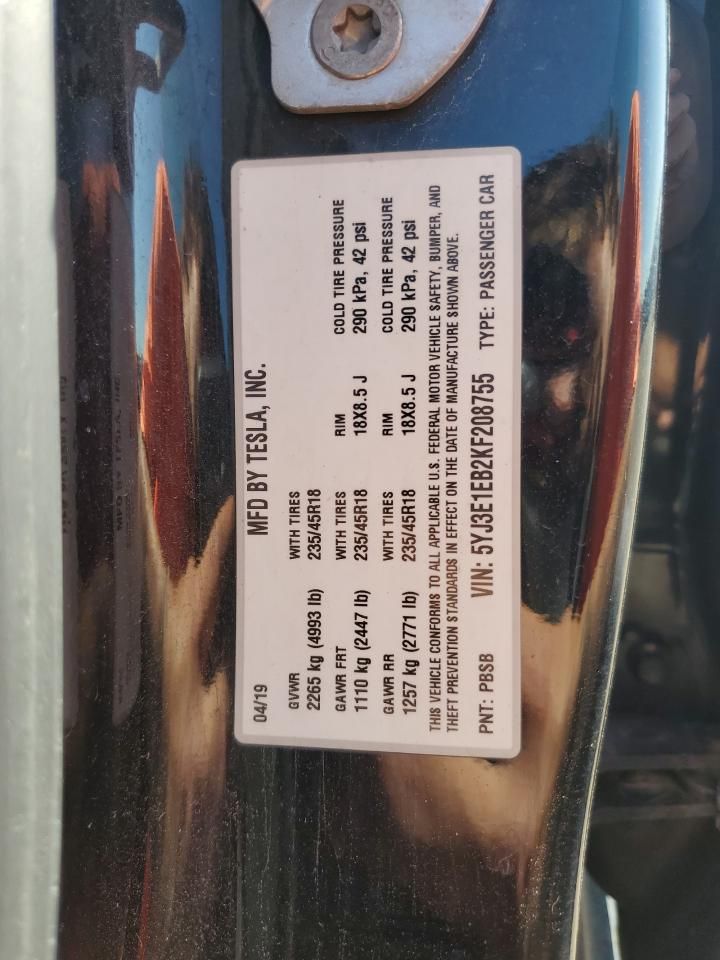 04/19 MFD BY TESLA, INC.
GVWR WITH TIRES
2265 kg (4993 lb) 235/45R18
GAWR FRT WITH TIRES RIM COLD TIRE PRESSURE
1110 kg (2447 lb) 235/45R18 18X8.5 J 290 kPa, 42 psi
GAWR RR WITH TIRES RIM COLD TIRE PRESSURE
1257 kg (2771 lb) 235/45R18 18X8.5 J 290 kPa, 42 psi
THIS VEHICLE CONFORMS TO ALL APPLICABLE U.S. FEDERAL MOTOR VEHICLE SAFETY, BUMPER, AND
THEFT PREVENTION STANDARDS IN EFFECT ON THE DATE OF MANUFACTURE SHOWN ABOVE.
PNT: PBSB VIN: 5YJ3E1EB2KF208755 TYPE: PASSENGER CAR